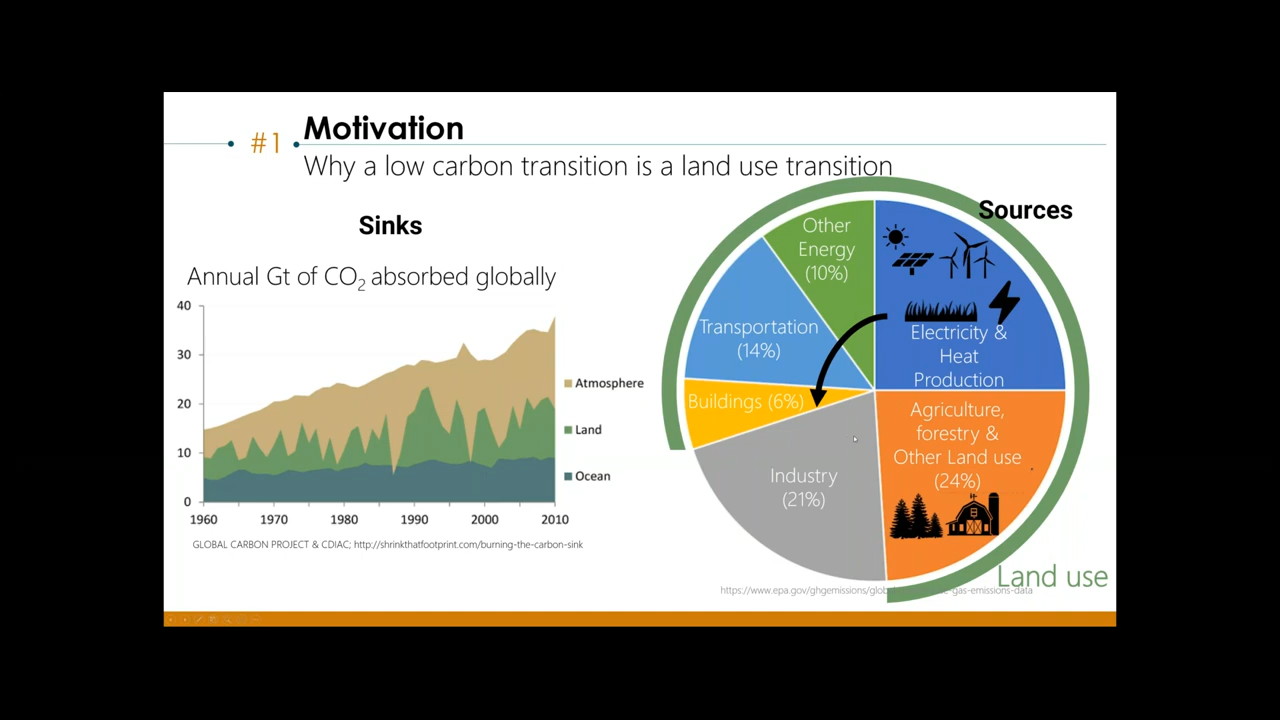 #1
Motivation
Why a low carbon transition is a land use transition
Sinks
Annual Gt of CO₂ absorbed globally
40
30
20
10
0
1960
1970
1980
1990
2000
2010
Atmosphere
Land
Ocean
GLOBAL CARBON PROJECT & CDIAC; http://shrinkthatfootprint.com/burning-the-carbon-sink
Sources
Other
Energy
(10%)
Transportation
(14%)
Buildings (6%)
Industry
(21%)
Electricity &
Heat
Production
Agriculture,
forestry &
Other Land use
(24%)
Land use
https://www.epa.gov/ghgemissions/glob
gas-emissions-data